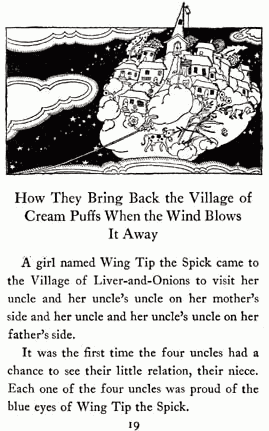 How They Bring Back the Village of
Cream Puffs When the Wind Blows
It Away
A girl named Wing Tip the Spick came to
the Village of Liver-and-Onions to visit her
uncle and her uncle's uncle on her mother's
side and her uncle and her uncle's uncle on her
father's side.
It was the first time the four uncles had a
chance to see their little relation, their niece.
Each one of the four uncles was proud of the
blue eyes of Wing Tip the Spick.
19